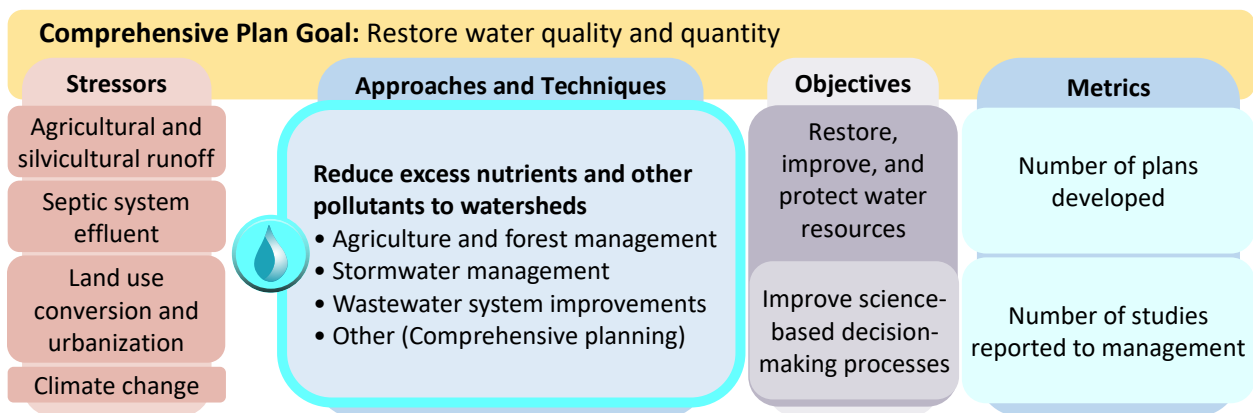 Comprehensive Plan Goal: Restore water quality and quantity
Stressors
Agricultural and
silvicultural runoff
Septic system
effluent
Land use
conversion and
urbanization
Climate change
Approaches and Techniques
Reduce excess nutrients and other
pollutants to watersheds
• Agriculture and forest management
• Stormwater management
• Wastewater system improvements
• Other (Comprehensive planning)
Objectives
Restore,
improve, and
protect water
resources
Improve science-
based decision-
making processes
Metrics
Number of plans
developed
Number of studies
reported to management